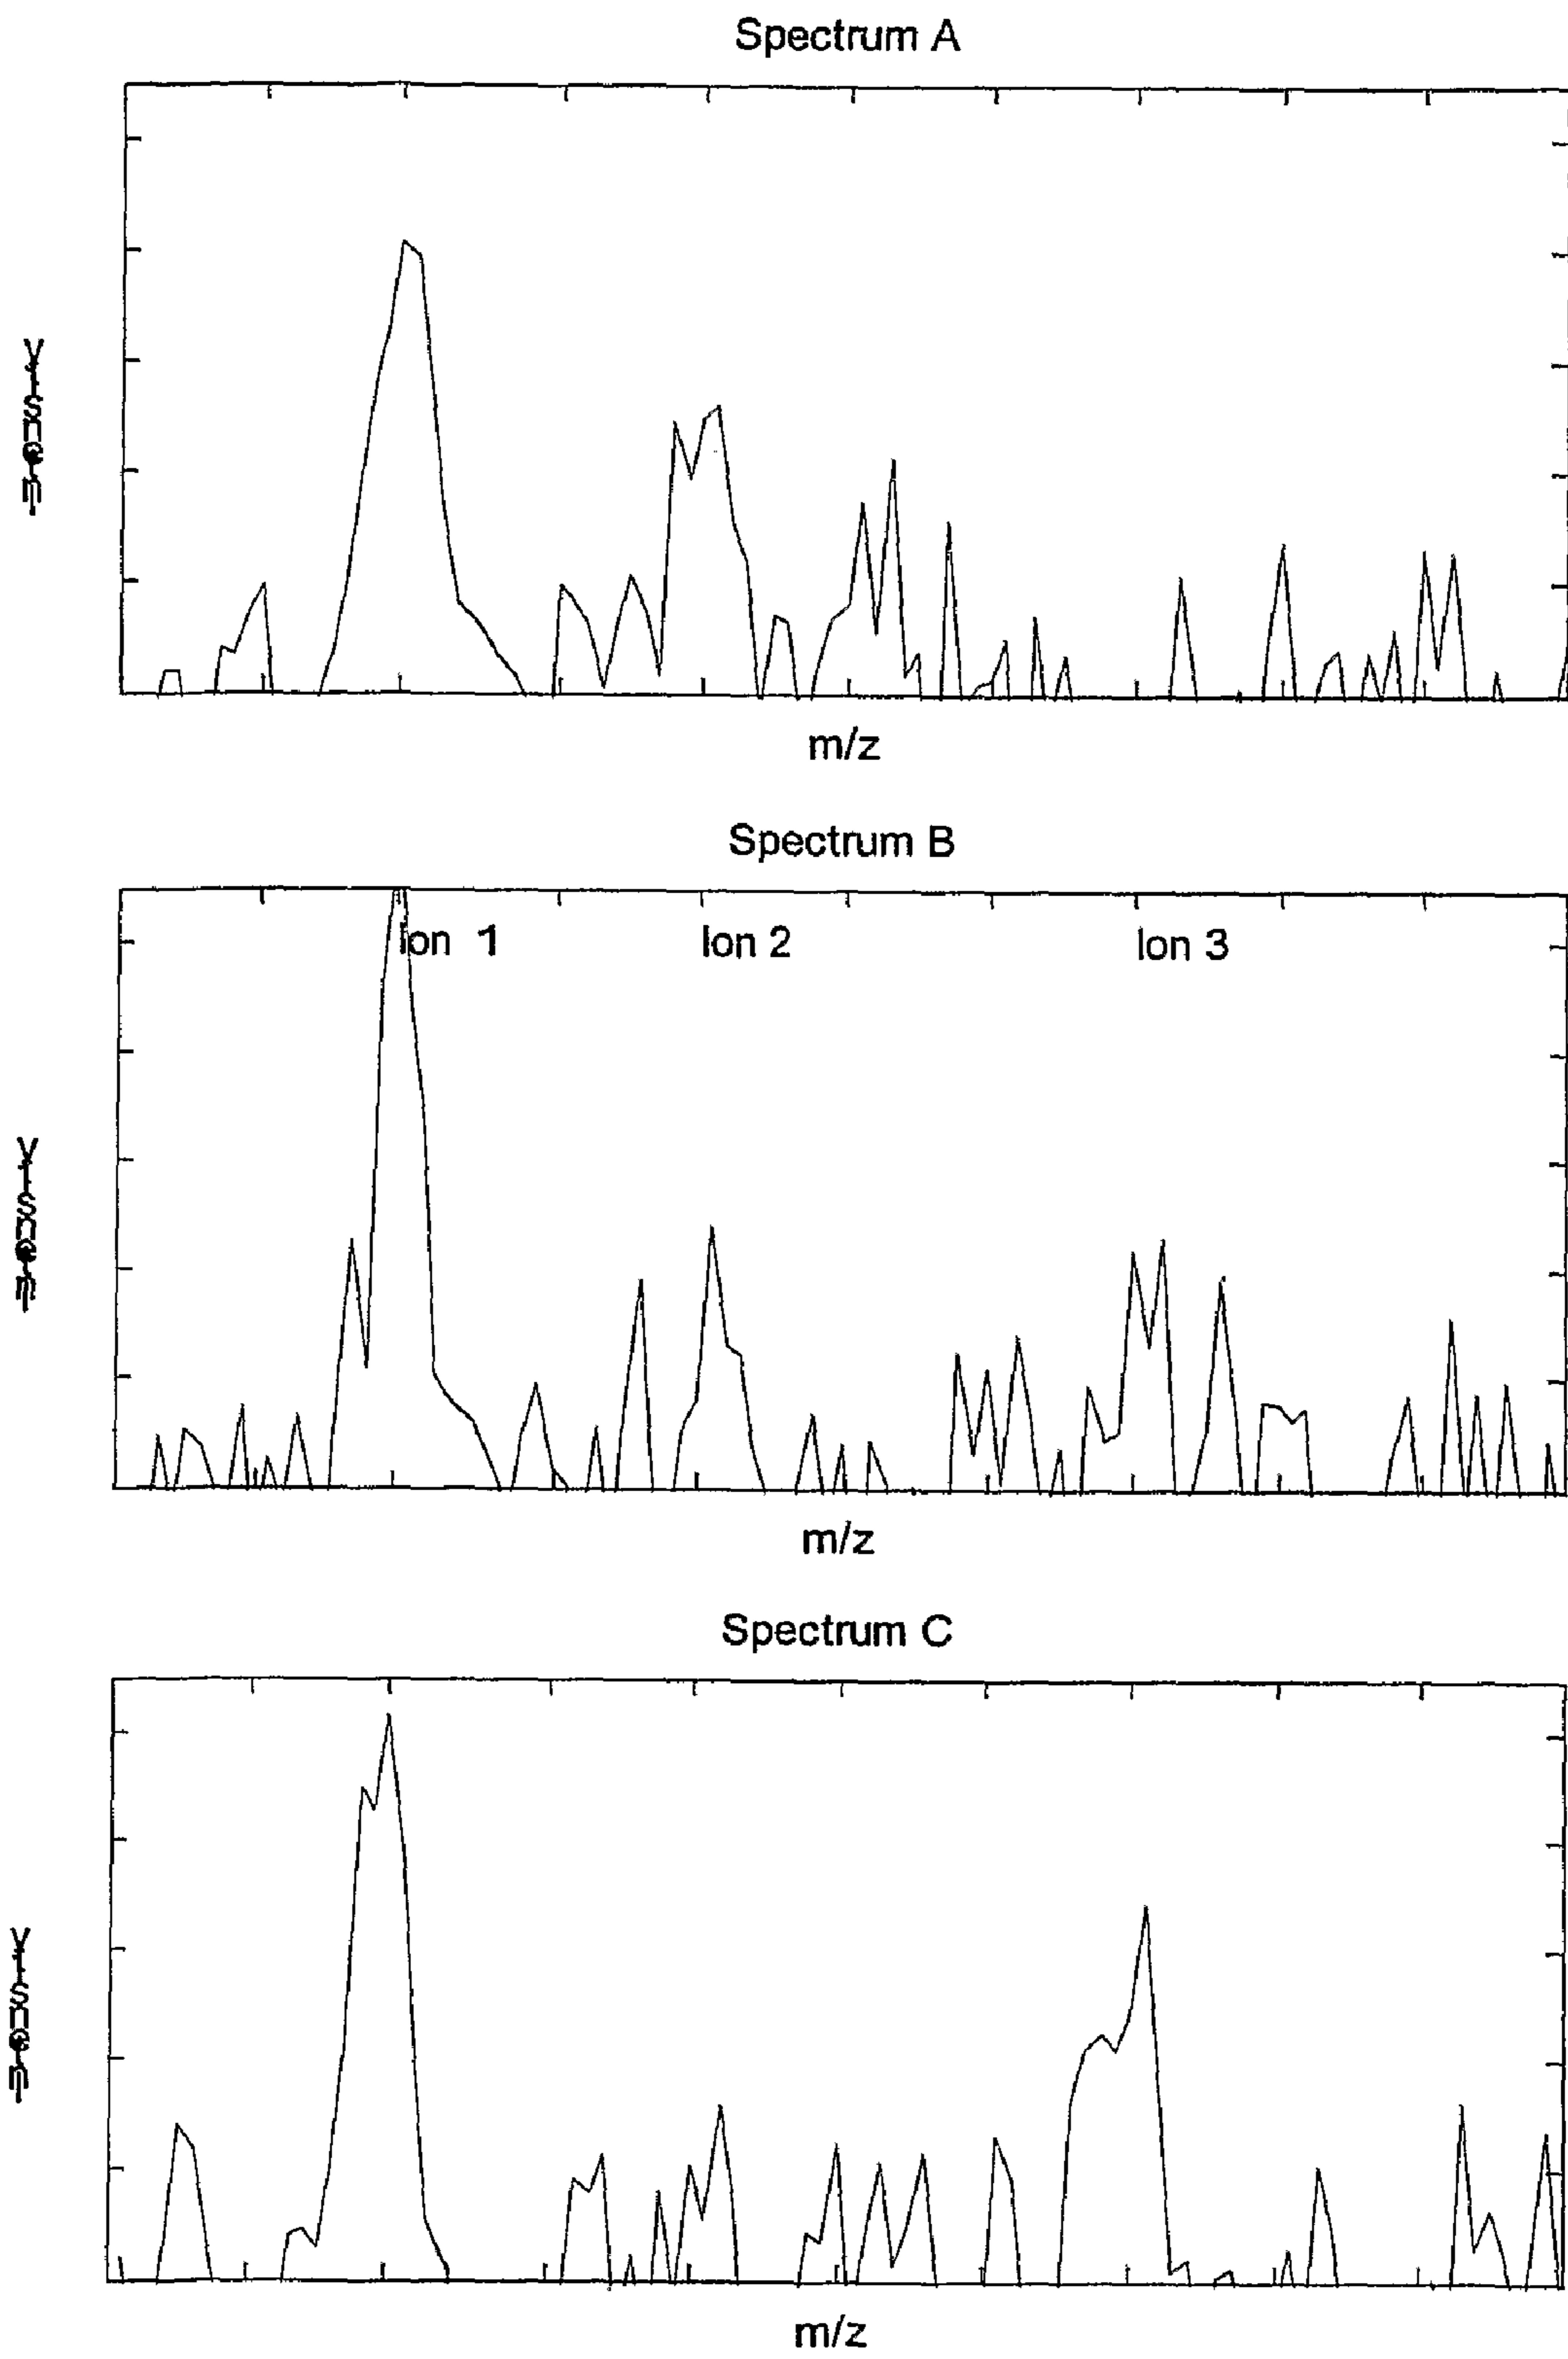 Spectrum A
m/z
Spectrum B
Ion 1
Ion 2
Ion 3
m/z
Spectrum C
m/z